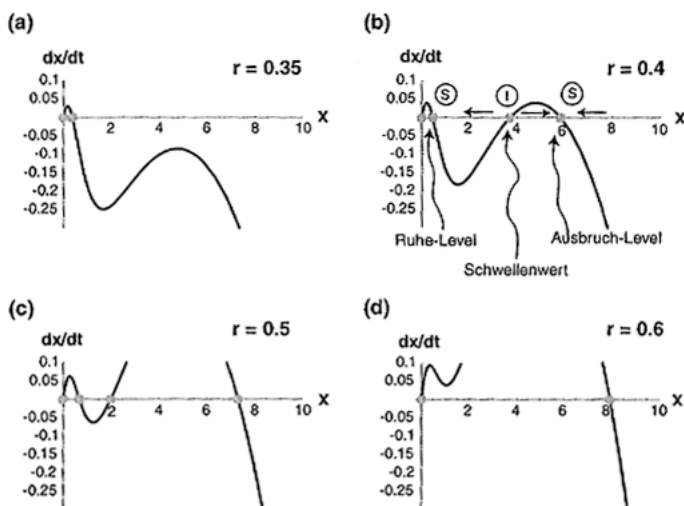 (a)
dx/dt
r = 0.35
0.1
0.05
-0.05
-0.1
-0.15
-0.2
-0.25
2 4 6 8 10
X
(b)
dx/dt
r = 0.4
0.1
0.05
-0.05
-0.1
-0.15
-0.2
-0.25
S I S
2 4 6 8 10
X
Ruhe-Level
Ausbruch-Level
Schwellenwert
(c)
dx/dt
r = 0.5
0.1
0.05
-0.05
-0.1
-0.15
-0.2
-0.25
2 4 6 8 10
X
(d)
dx/dt
r = 0.6
0.1
0.05
-0.05
-0.1
-0.15
-0.2
-0.25
2 4 6 8 10
X